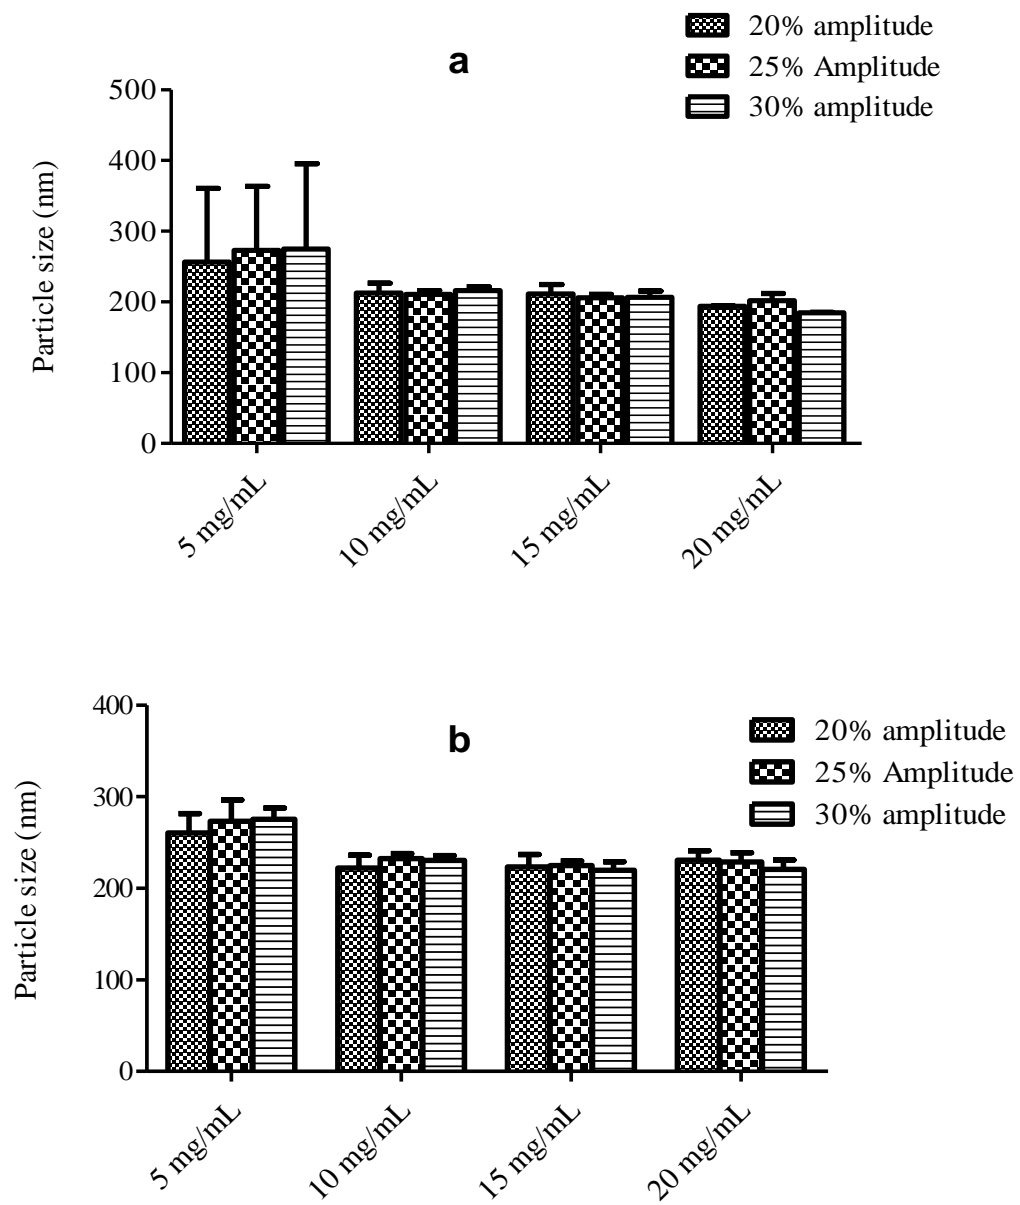 a
20% amplitude
25% Amplitude
30% amplitude
Particle size (nm)
500
400
300
200
100
0
5 mg/mL
10 mg/mL
15 mg/mL
20 mg/mL
b
20% amplitude
25% Amplitude
30% amplitude
Particle size (nm)
400
300
200
100
0
5 mg/mL
10 mg/mL
15 mg/mL
20 mg/mL